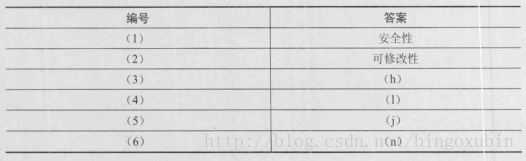 编号 答案
(1) 安全性
(2) 可修改性
(3) (h)
(4) (l)
(5) (j)
(6) (n)
http://blog.csdn.net/bingoxubin